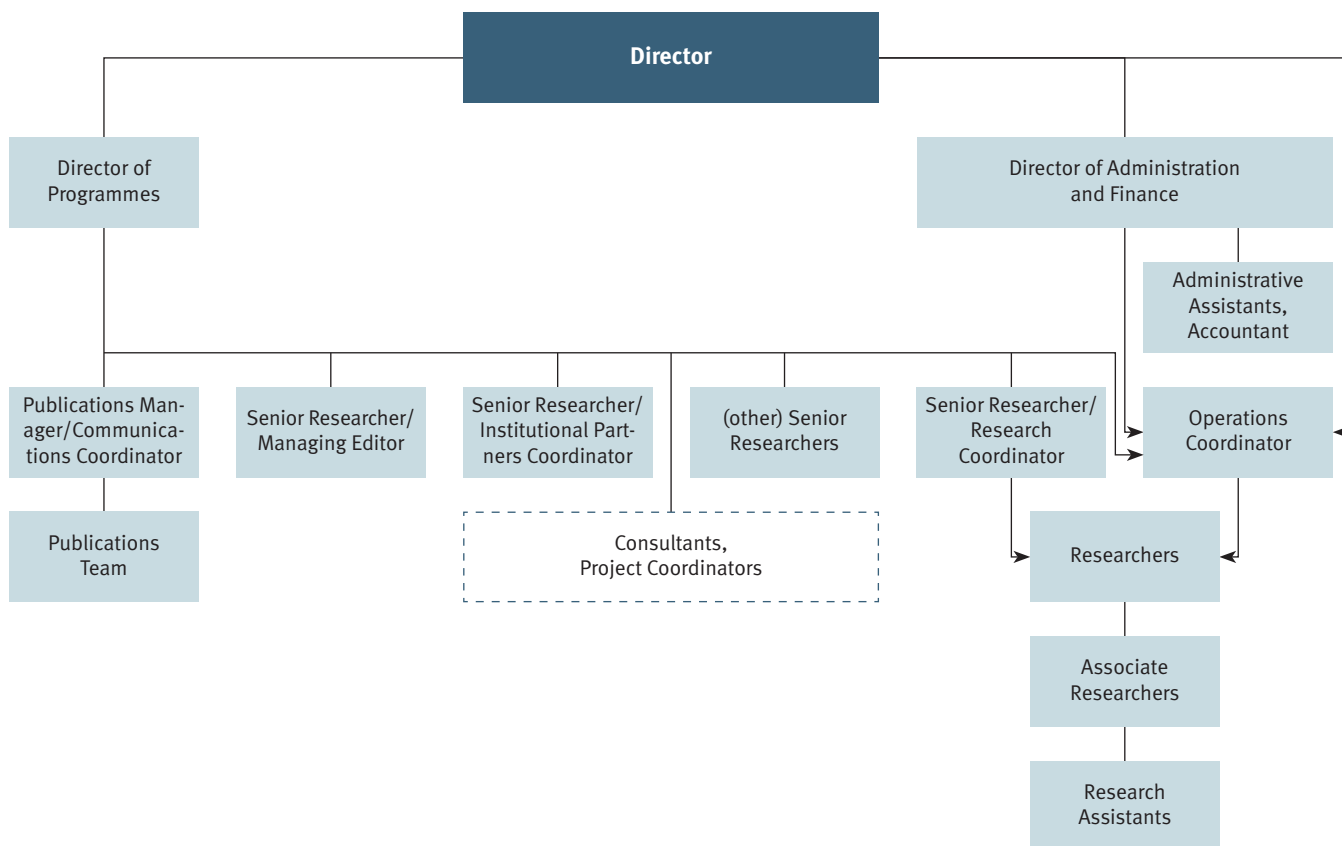 Director
Director of
Programmes
Director of Administration
and Finance
Administrative
Assistants,
Accountant
Publications Man-
ager/Communica-
tions Coordinator
Senior Researcher/
Managing Editor
Senior Researcher/
Institutional Part-
ners Coordinator
(other) Senior
Researchers
Senior Researcher/
Research
Coordinator
Operations
Coordinator
Publications
Team
Consultants,
Project Coordinators
Researchers
Associate
Researchers
Research
Assistants